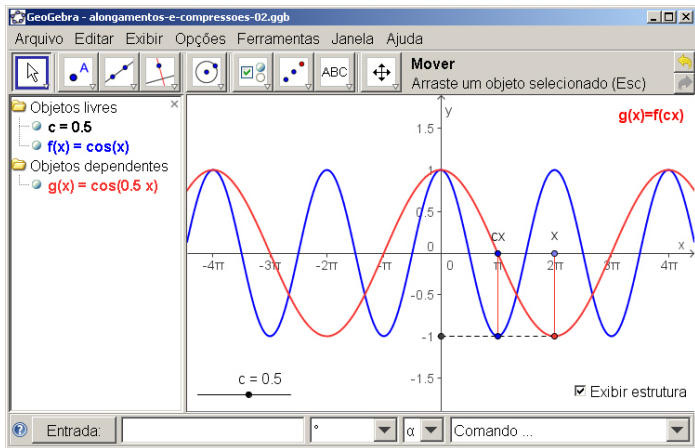 GeoGebra - alongamentos-e-compressoes-02.ggb
Arquivo Editar Exibir Opções Ferramentas Janela Ajuda
A
ABC
Mover
Arraste um objeto selecionado (Esc)
Objetos livres
c = 0.5
f(x) = cos(x)
Objetos dependentes
g(x) = cos(0.5 x)
y
g(x)=f(cx)
1.5
1
0.5
cx
x
0
x
-4π -3π -2π -π 0 π 2π 3π 4π
-0.5
-1
-1.5
c = 0.5
Exibir estrutura
Entrada:
°
α
Comando ...